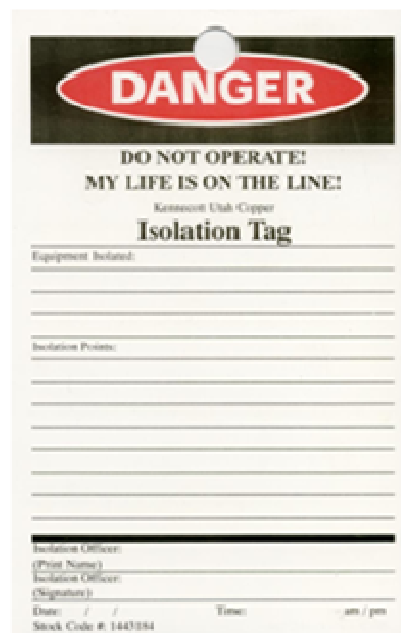 DANGER
DO NOT OPERATE!
MY LIFE IS ON THE LINE!
Kennecott Utah Copper
Isolation Tag
Equipment Isolated:
Isolation Points:
Isolation Officer:
(Print Name)
Isolation Officer:
(Signature)
Date: / / Time: am / pm
Stock Code #: 1443184